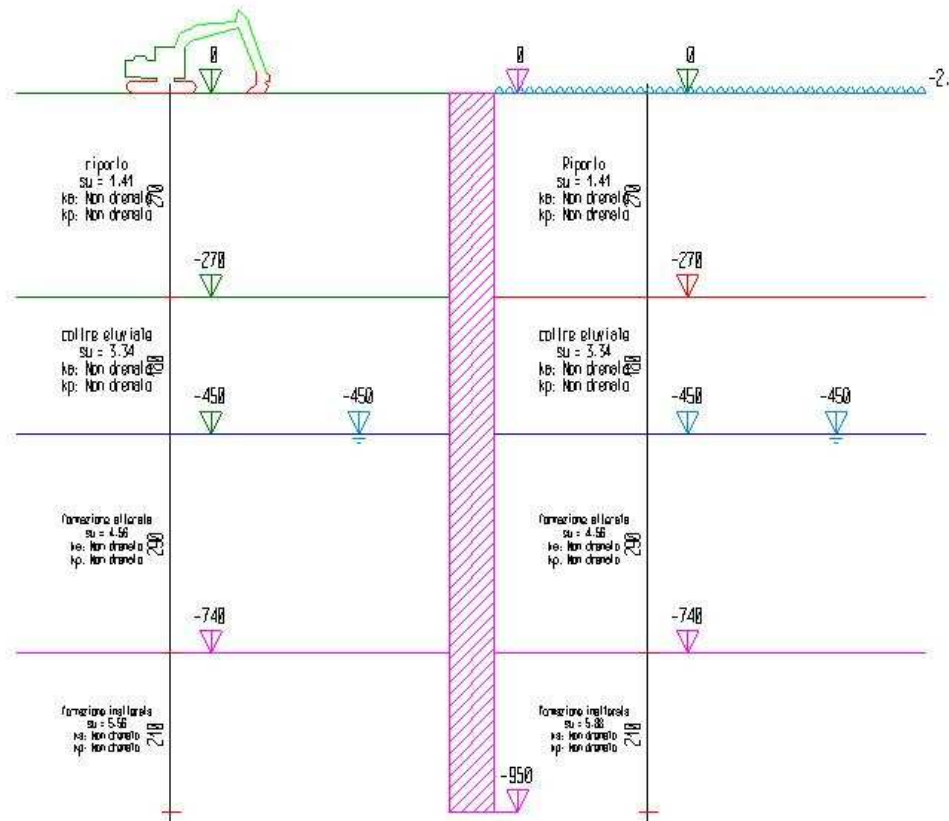 0 0 0
-2.
riporto
su = 1.41
ka: Non drenato
kp: Non drenato
270
Riporto
su = 1.41
ka: Non drenato
kp: Non drenato
270
-270 -270
coltre eluviale
su = 3.34
ka: Non drenato
kp: Non drenato
180
coltre eluviale
su = 3.34
ka: Non drenato
kp: Non drenato
180
-450 -450 -450 -450
formazione alterata
su = 4.56
ka: Non drenato
kp: Non drenato
290
formazione alterata
su = 4.56
ka: Non drenato
kp: Non drenato
290
-740 -740
formazione inalterata
su = 5.56
ka: Non drenato
kp: Non drenato
210
formazione inalterata
su = 5.88
ka: Non drenato
kp: Non drenato
210
-950